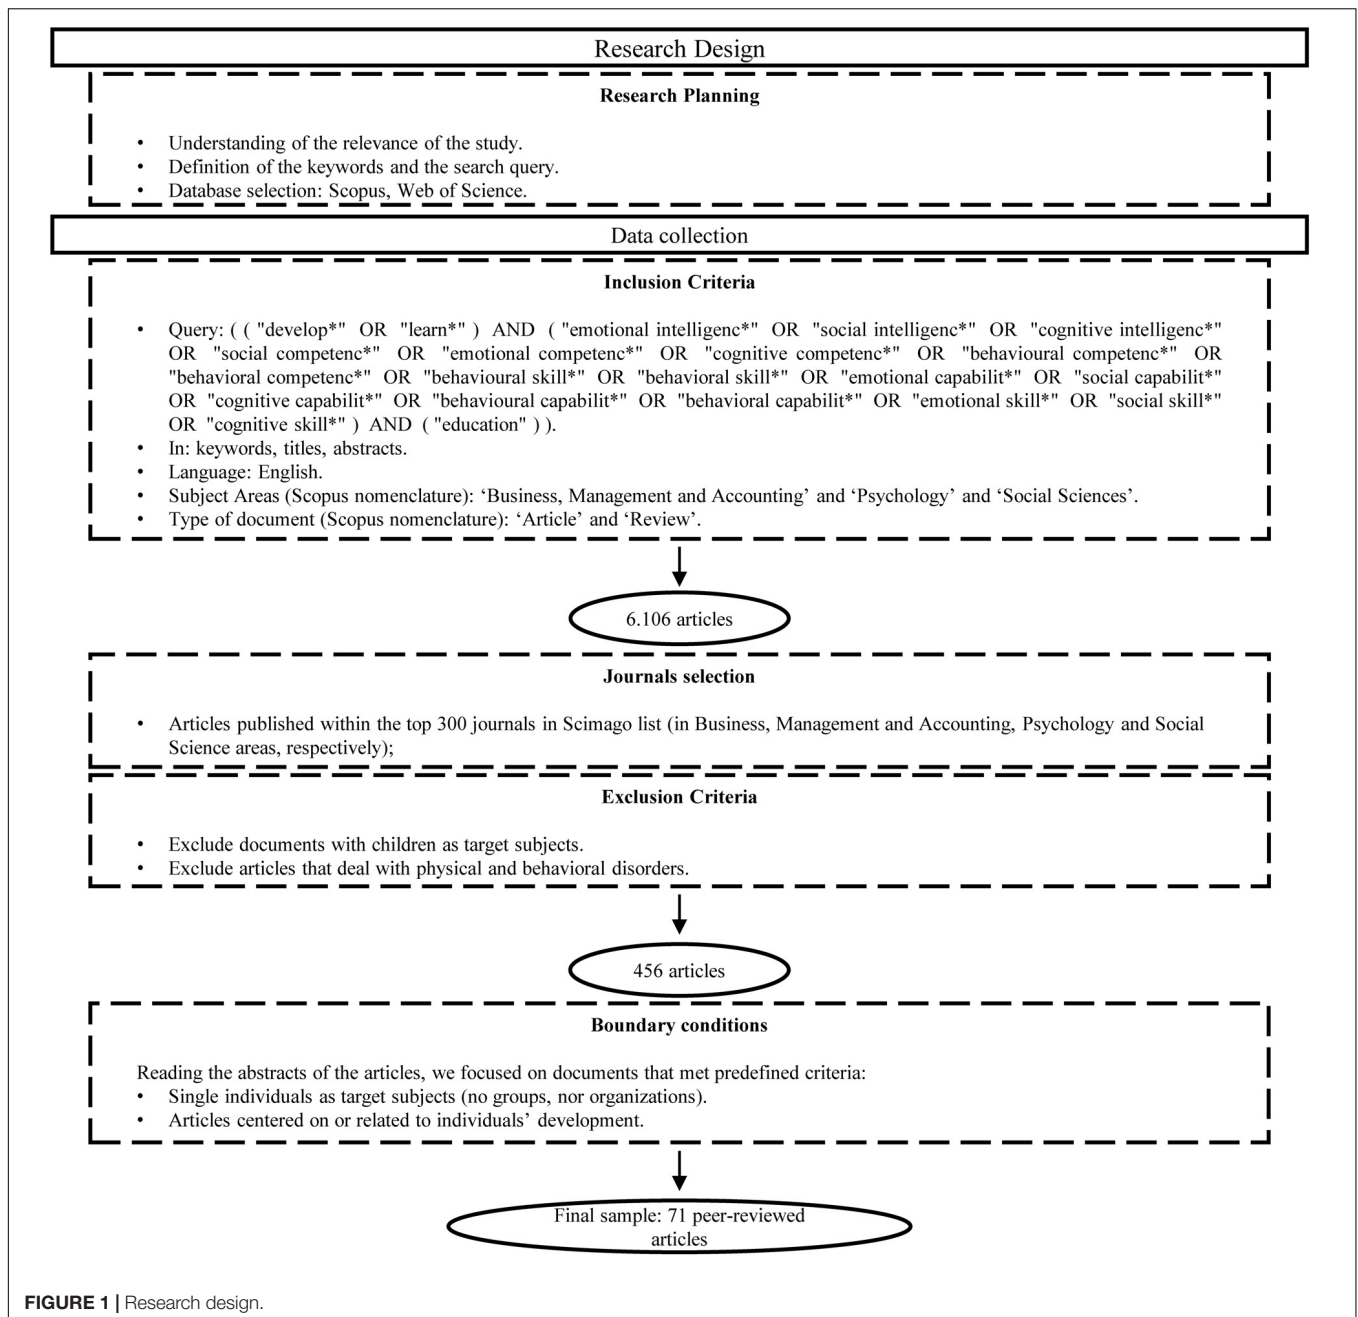 Research Design
Research Planning
• Understanding of the relevance of the study.
• Definition of the keywords and the search query.
• Database selection: Scopus, Web of Science.
Data collection
Inclusion Criteria
• Query: ( ( "develop*" OR "learn*" ) AND ( "emotional intelligenc*" OR "social intelligenc*" OR "cognitive intelligenc*"
OR "social competenc*" OR "emotional competenc*" OR "cognitive competenc*" OR "behavioural competenc*" OR
"behavioral competenc*" OR "behavioural skill*" OR "behavioral skill*" OR "emotional capabilit*" OR "social capabilit*"
OR "cognitive capabilit*" OR "behavioural capabilit*" OR "behavioral capabilit*" OR "emotional skill*" OR "social skill*"
OR "cognitive skill*" ) AND ( "education" ) ).
• In: keywords, titles, abstracts.
• Language: English.
• Subject Areas (Scopus nomenclature): ‘Business, Management and Accounting’ and ‘Psychology’ and ‘Social Sciences’.
• Type of document (Scopus nomenclature): ‘Article’ and ‘Review’.
6.106 articles
Journals selection
• Articles published within the top 300 journals in Scimago list (in Business, Management and Accounting, Psychology and Social
Science areas, respectively);
Exclusion Criteria
• Exclude documents with children as target subjects.
• Exclude articles that deal with physical and behavioral disorders.
456 articles
Boundary conditions
Reading the abstracts of the articles, we focused on documents that met predefined criteria:
• Single individuals as target subjects (no groups, nor organizations).
• Articles centered on or related to individuals’ development.
Final sample: 71 peer-reviewed
articles
FIGURE 1 | Research design.